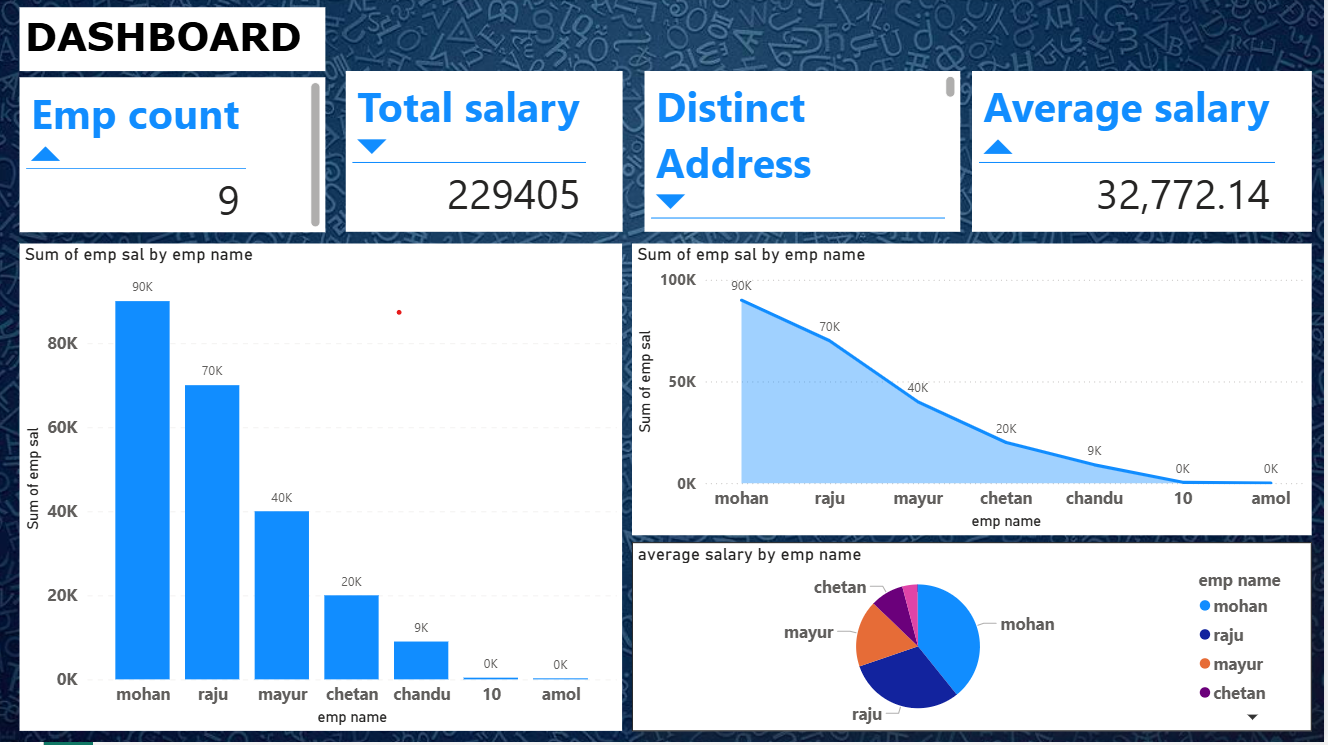 DASHBOARD
Emp count
9
Total salary
229405
Distinct
Address
Average salary
32,772.14
Sum of emp sal by emp name
90K
70K
40K
20K
9K
0K
0K
80K
60K
40K
20K
0K
Sum of emp sal
mohan raju mayur chetan chandu 10 amol
emp name
Sum of emp sal by emp name
100K
50K
0K
90K
70K
40K
20K
9K
0K
0K
Sum of emp sal
mohan raju mayur chetan chandu 10 amol
emp name
average salary by emp name
chetan
mayur
raju
mohan
emp name
mohan
raju
mayur
chetan